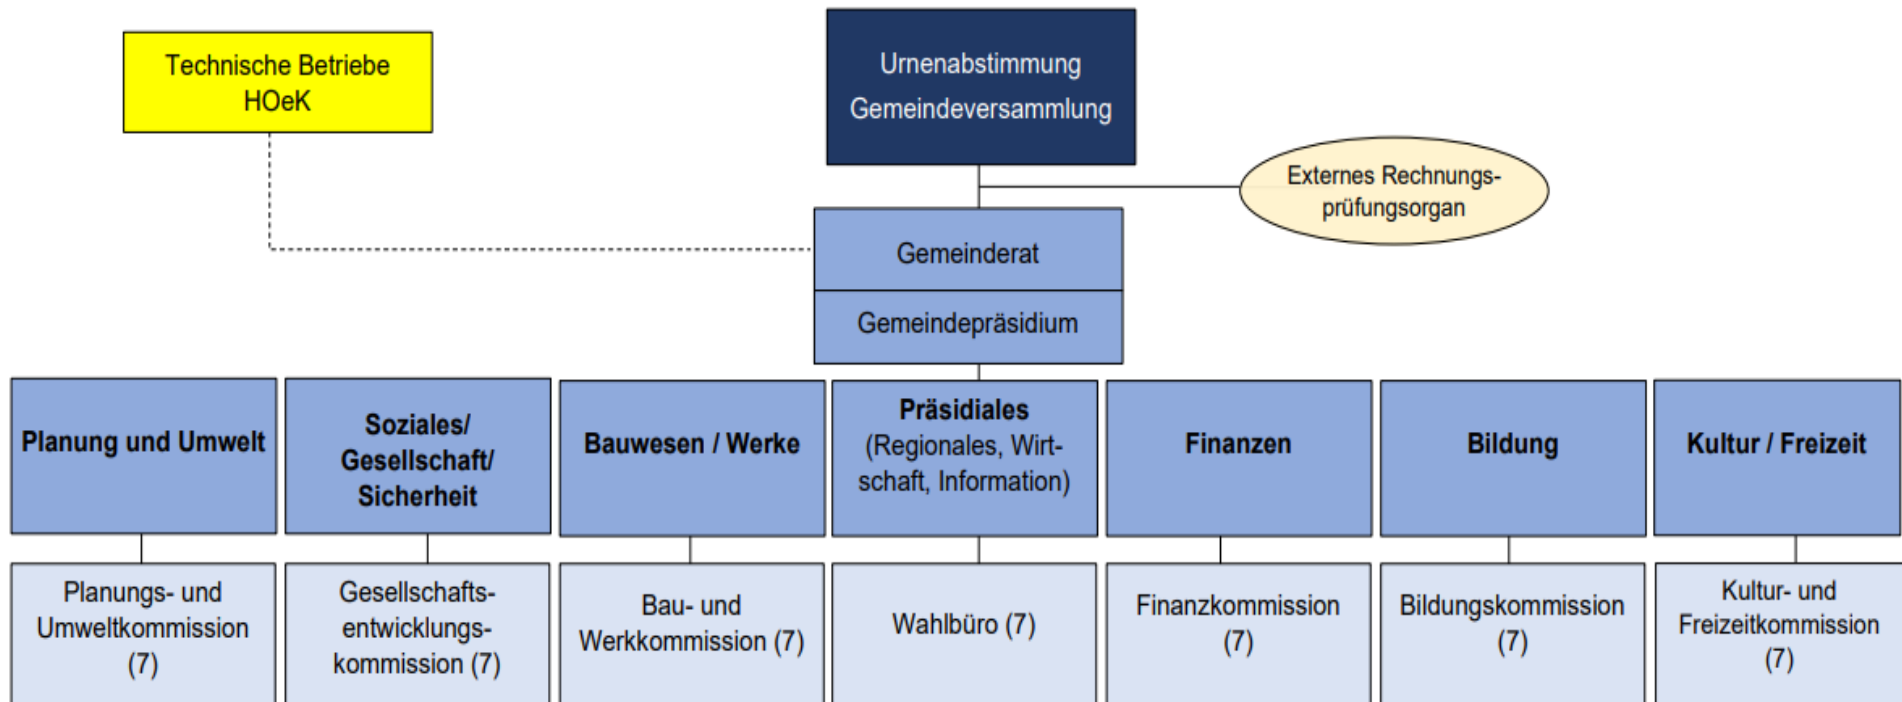 Technische Betriebe
HOeK
Urnenabstimmung
Gemeindeversammlung
Externes Rechnungs-
prüfungsorgan
Gemeinderat
Gemeindepräsidium
Planung und Umwelt
Soziales/
Gesellschaft/
Sicherheit
Bauwesen / Werke
Präsidiales
(Regionales, Wirt-
schaft, Information)
Finanzen
Bildung
Kultur / Freizeit
Planungs- und
Umweltkommission
(7)
Gesellschafts-
entwicklungs-
kommission (7)
Bau- und
Werkkommission (7)
Wahlbüro (7)
Finanzkommission
(7)
Bildungskommission
(7)
Kultur- und
Freizeitkommission
(7)